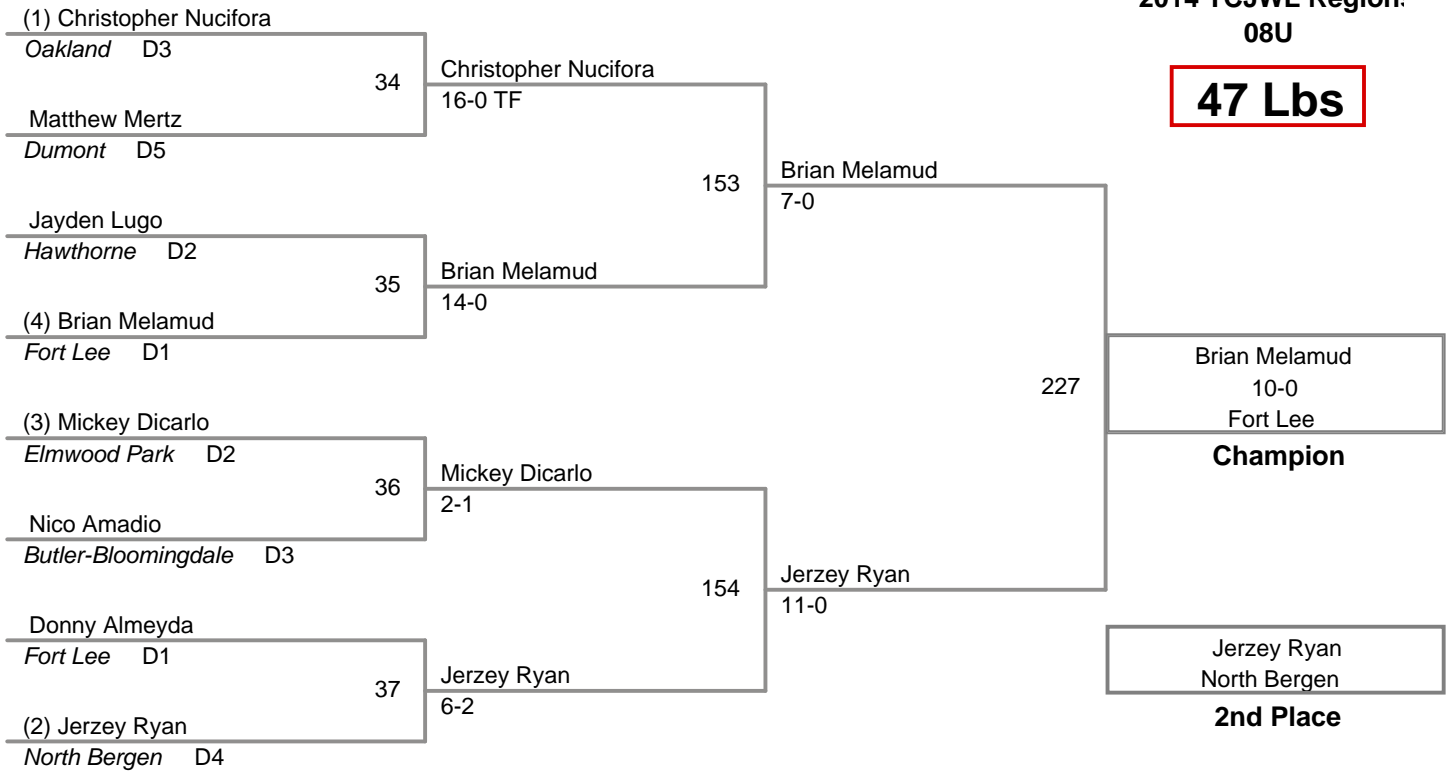 2014 TCJWL
08U
47 Lbs
(1) Christopher Nucifora
Oakland D3
34
Matthew Mertz
Dumont D5
Jayden Lugo
Hawthorne D2
35
(4) Brian Melamud
Fort Lee D1
(3) Mickey Dicarlo
Elmwood Park D2
36
Nico Amadio
Butler-Bloomingdale D3
Donny Almeyda
Fort Lee D1
37
(2) Jerzey Ryan
North Bergen D4
Christopher Nucifora
16-0 TF
153
Brian Melamud
14-0
Mickey Dicarlo
2-1
154
Jerzey Ryan
6-2
Brian Melamud
7-0
227
Jerzey Ryan
11-0
Brian Melamud
10-0
Fort Lee
Champion
Jerzey Ryan
North Bergen
2nd Place